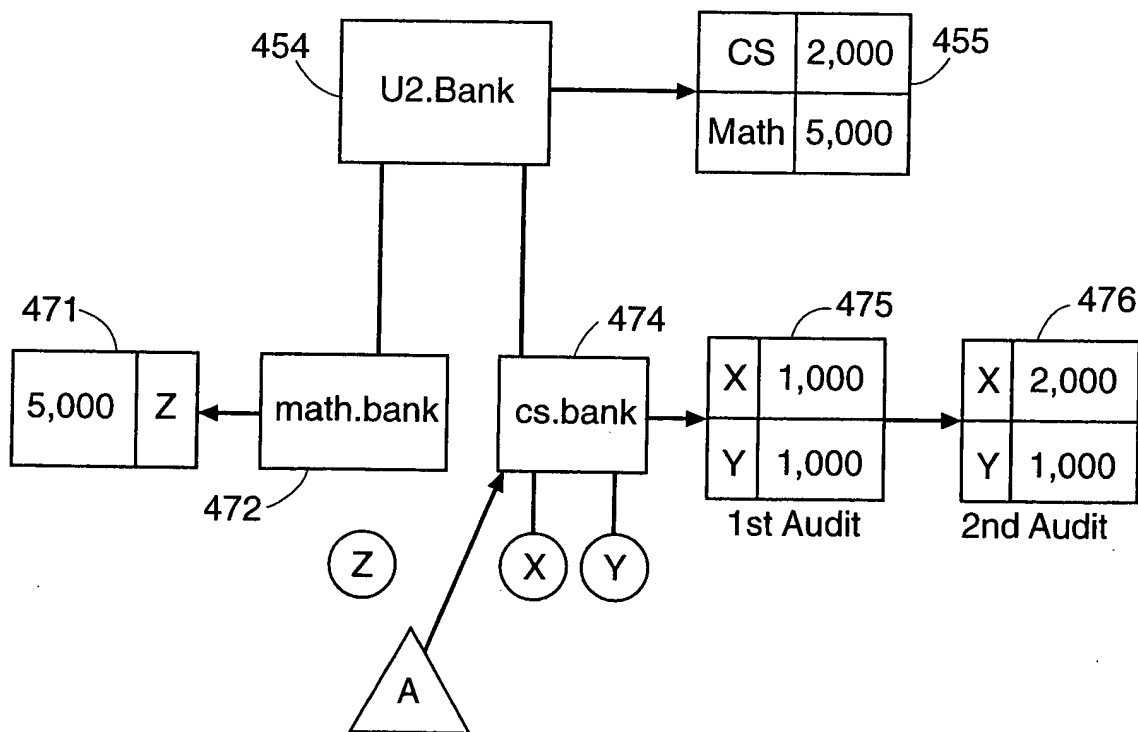 454
U2.Bank
CS 2,000
Math 5,000
455
471
5,000 Z
math.bank
472
474
cs.bank
475
X 1,000
Y 1,000
1st Audit
476
X 2,000
Y 1,000
2nd Audit
Z
X
Y
A